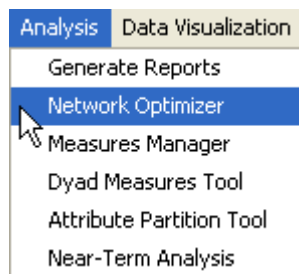 Analysis Data Visualization
Generate Reports
Network Optimizer
Measures Manager
Dyad Measures Tool
Attribute Partition Tool
Near-Term Analysis